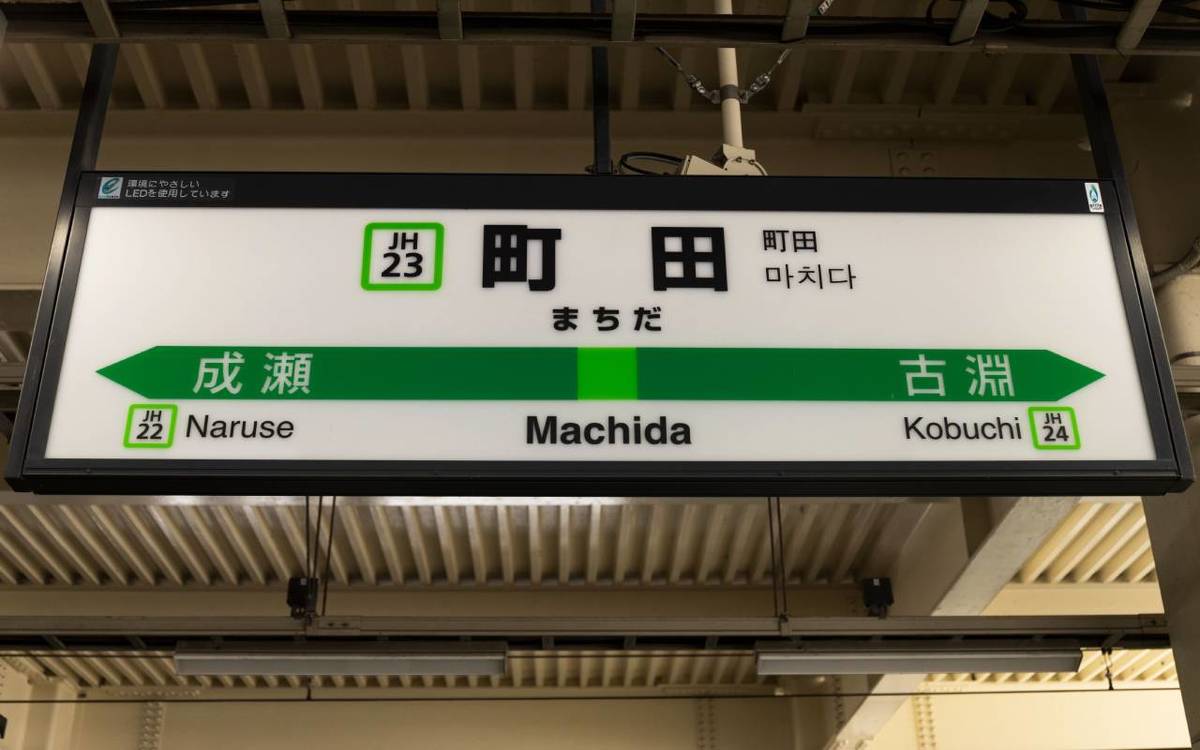 環境にやさしい
LEDを使用しています
JH
23
町田
町田
마치다
まちだ
成瀬
古淵
JH
22
Naruse
Machida
Kobuchi
JH
24